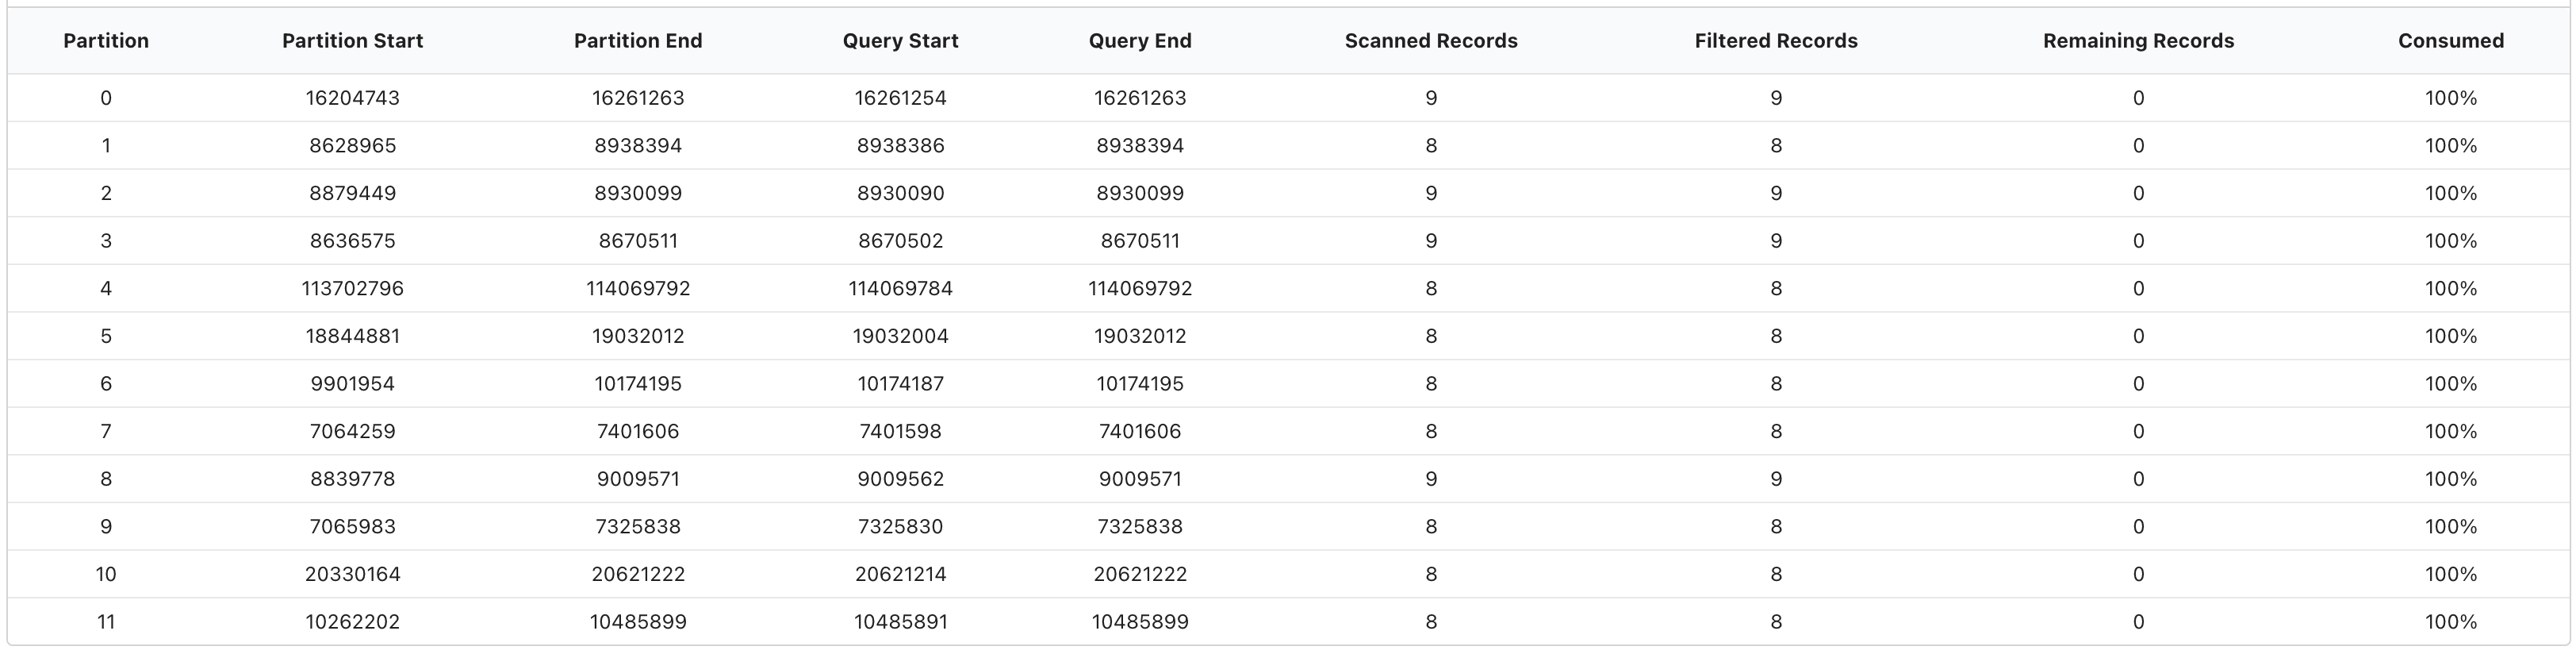 Partition Partition Start Partition End Query Start Query End Scanned Records Filtered Records Remaining Records Consumed
0 16204743 16261263 16261254 16261263 9 9 0 100%
1 8628965 8938394 8938386 8938394 8 8 0 100%
2 8879449 8930099 8930090 8930099 9 9 0 100%
3 8636575 8670511 8670502 8670511 9 9 0 100%
4 113702796 114069792 114069784 114069792 8 8 0 100%
5 18844881 19032012 19032004 19032012 8 8 0 100%
6 9901954 10174195 10174187 10174195 8 8 0 100%
7 7064259 7401606 7401598 7401606 8 8 0 100%
8 8839778 9009571 9009562 9009571 9 9 0 100%
9 7065983 7325838 7325830 7325838 8 8 0 100%
10 20330164 20621222 20621214 20621222 8 8 0 100%
11 10262202 10485899 10485891 10485899 8 8 0 100%